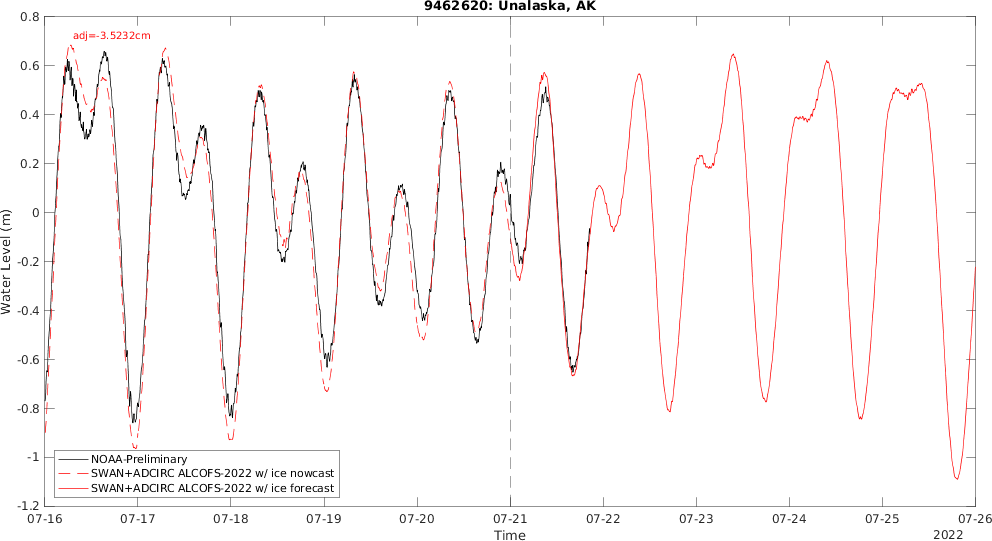 9462620: Unalaska, AK
adj=-3.5232cm
0.8
0.6
0.4
0.2
0
-0.2
-0.4
-0.6
-0.8
-1
-1.2
Water Level (m)
NOAA-Preliminary
SWAN+ADCIRC ALCOFS-2022 w/ ice nowcast
SWAN+ADCIRC ALCOFS-2022 w/ ice forecast
07-16 07-17 07-18 07-19 07-20 07-21 07-22 07-23 07-24 07-25 07-26
Time
2022